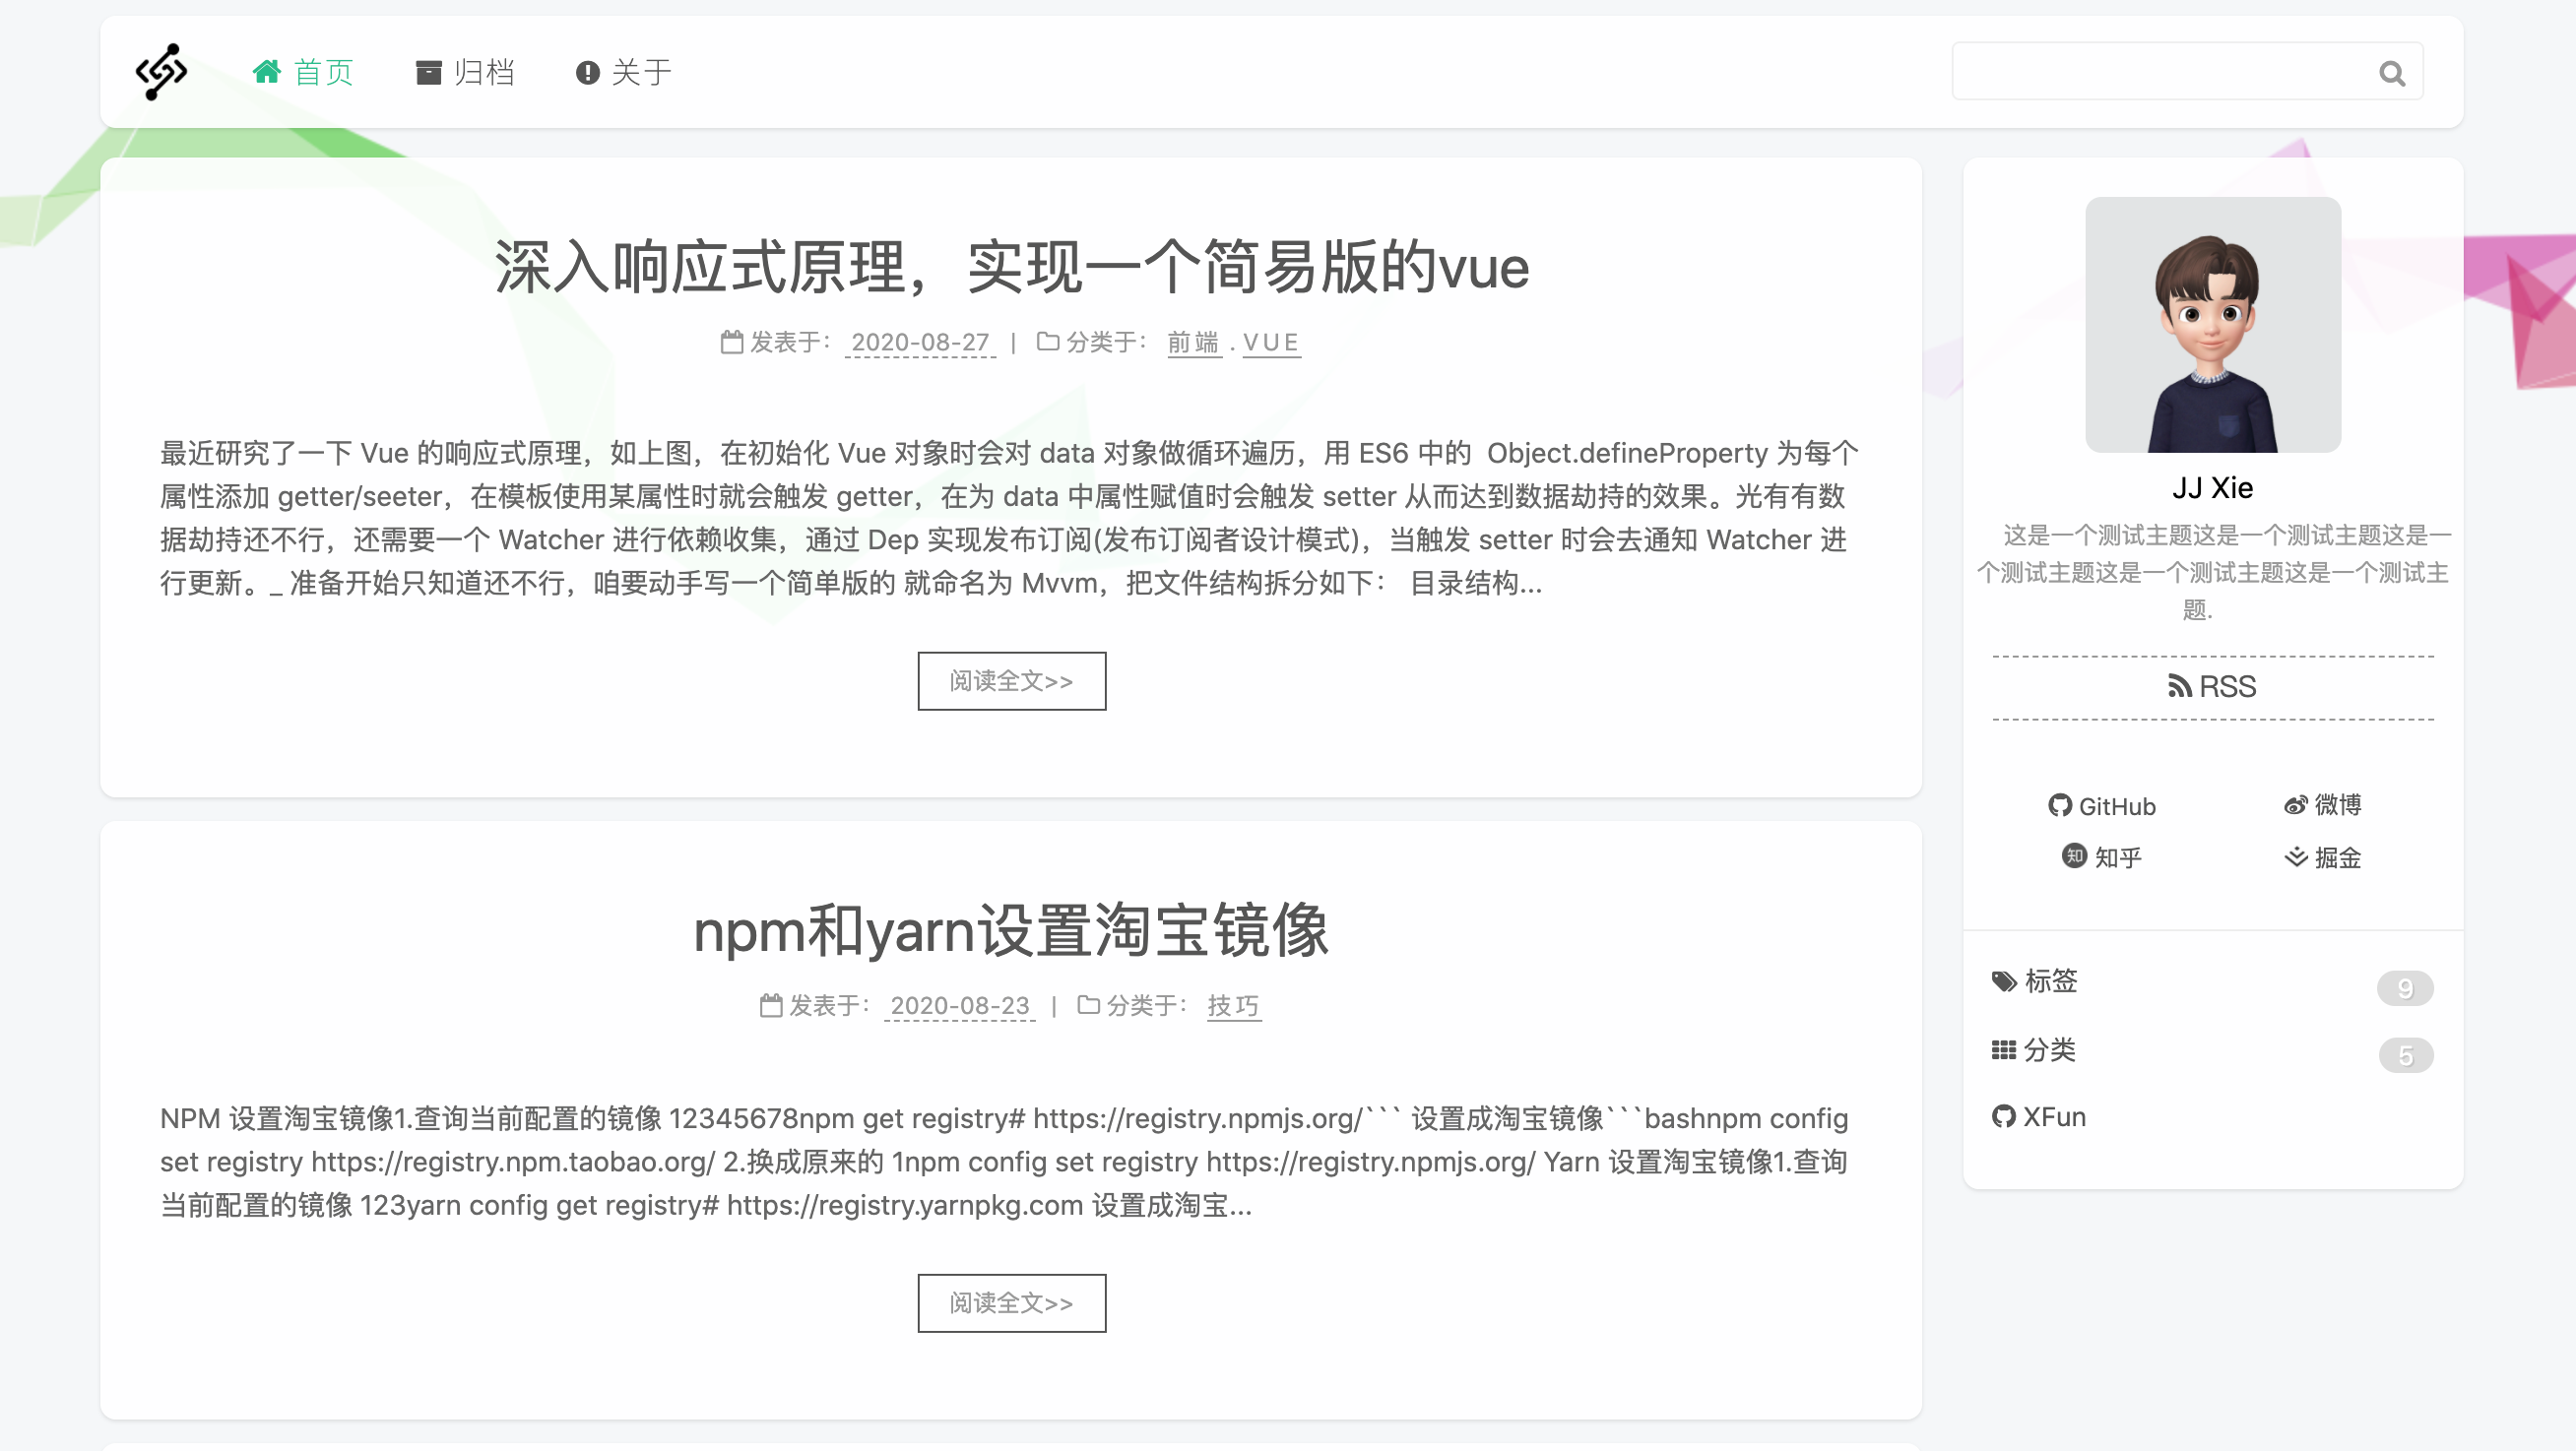 首页 归档 关于
深入响应式原理，实现一个简易版的vue
发表于： 2020-08-27 | 分类于： 前端 . VUE
最近研究了一下 Vue 的响应式原理，如上图，在初始化 Vue 对象时会对 data 对象做循环遍历，用 ES6 中的 Object.defineProperty 为每个
属性添加 getter/seeter，在模板使用某属性时就会触发 getter，在为 data 中属性赋值时会触发 setter 从而达到数据劫持的效果。光有有数
据劫持还不行，还需要一个 Watcher 进行依赖收集，通过 Dep 实现发布订阅(发布订阅者设计模式)，当触发 setter 时会去通知 Watcher 进
行更新。_ 准备开始只知道还不行，咱要动手写一个简单版的 就命名为 Mvvm，把文件结构拆分如下： 目录结构...
阅读全文>>
npm和yarn设置淘宝镜像
发表于： 2020-08-23 | 分类于： 技巧
NPM 设置淘宝镜像1.查询当前配置的镜像 12345678npm get registry# https://registry.npmjs.org/``` 设置成淘宝镜像```bashnpm config
set registry https://registry.npm.taobao.org/ 2.换成原来的 1npm config set registry https://registry.npmjs.org/ Yarn 设置淘宝镜像1.查询
当前配置的镜像 123yarn config get registry# https://registry.yarnpkg.com 设置成淘宝...
阅读全文>>
JJ Xie
这是一个测试主题这是一个测试主题这是一
个测试主题这是一个测试主题这是一个测试主
题.
RSS
GitHub 微博
知 知乎 掘金
标签 9
分类 5
XFun